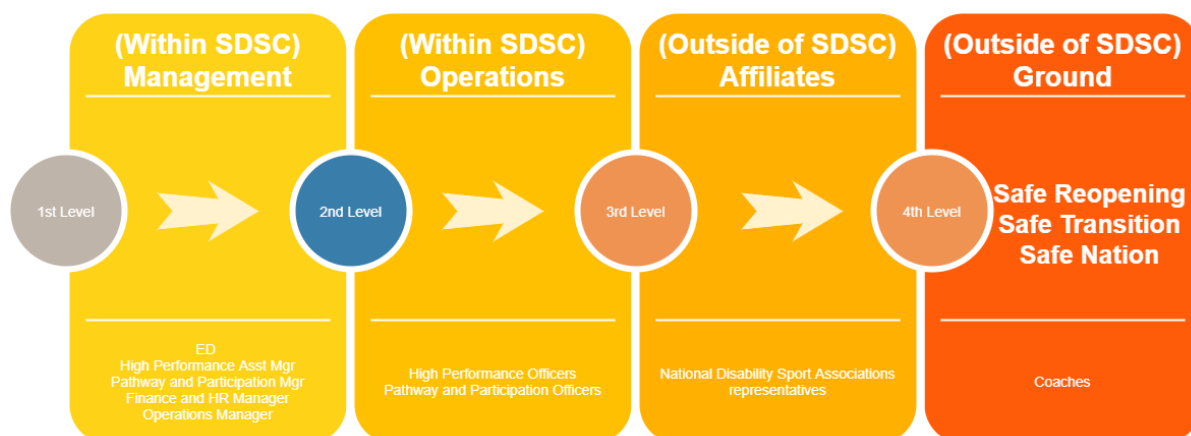 (Within SDSC)
Management
1st Level
ED
High Performance Asst Mgr
Pathway and Participation Mgr
Finance and HR Manager
Operations Manager
(Within SDSC)
Operations
2nd Level
High Performance Officers
Pathway and Participation Officers
(Outside of SDSC)
Affiliates
3rd Level
National Disability Sport Associations
representatives
(Outside of SDSC)
Ground
4th Level
Safe Reopening
Safe Transition
Safe Nation
Coaches